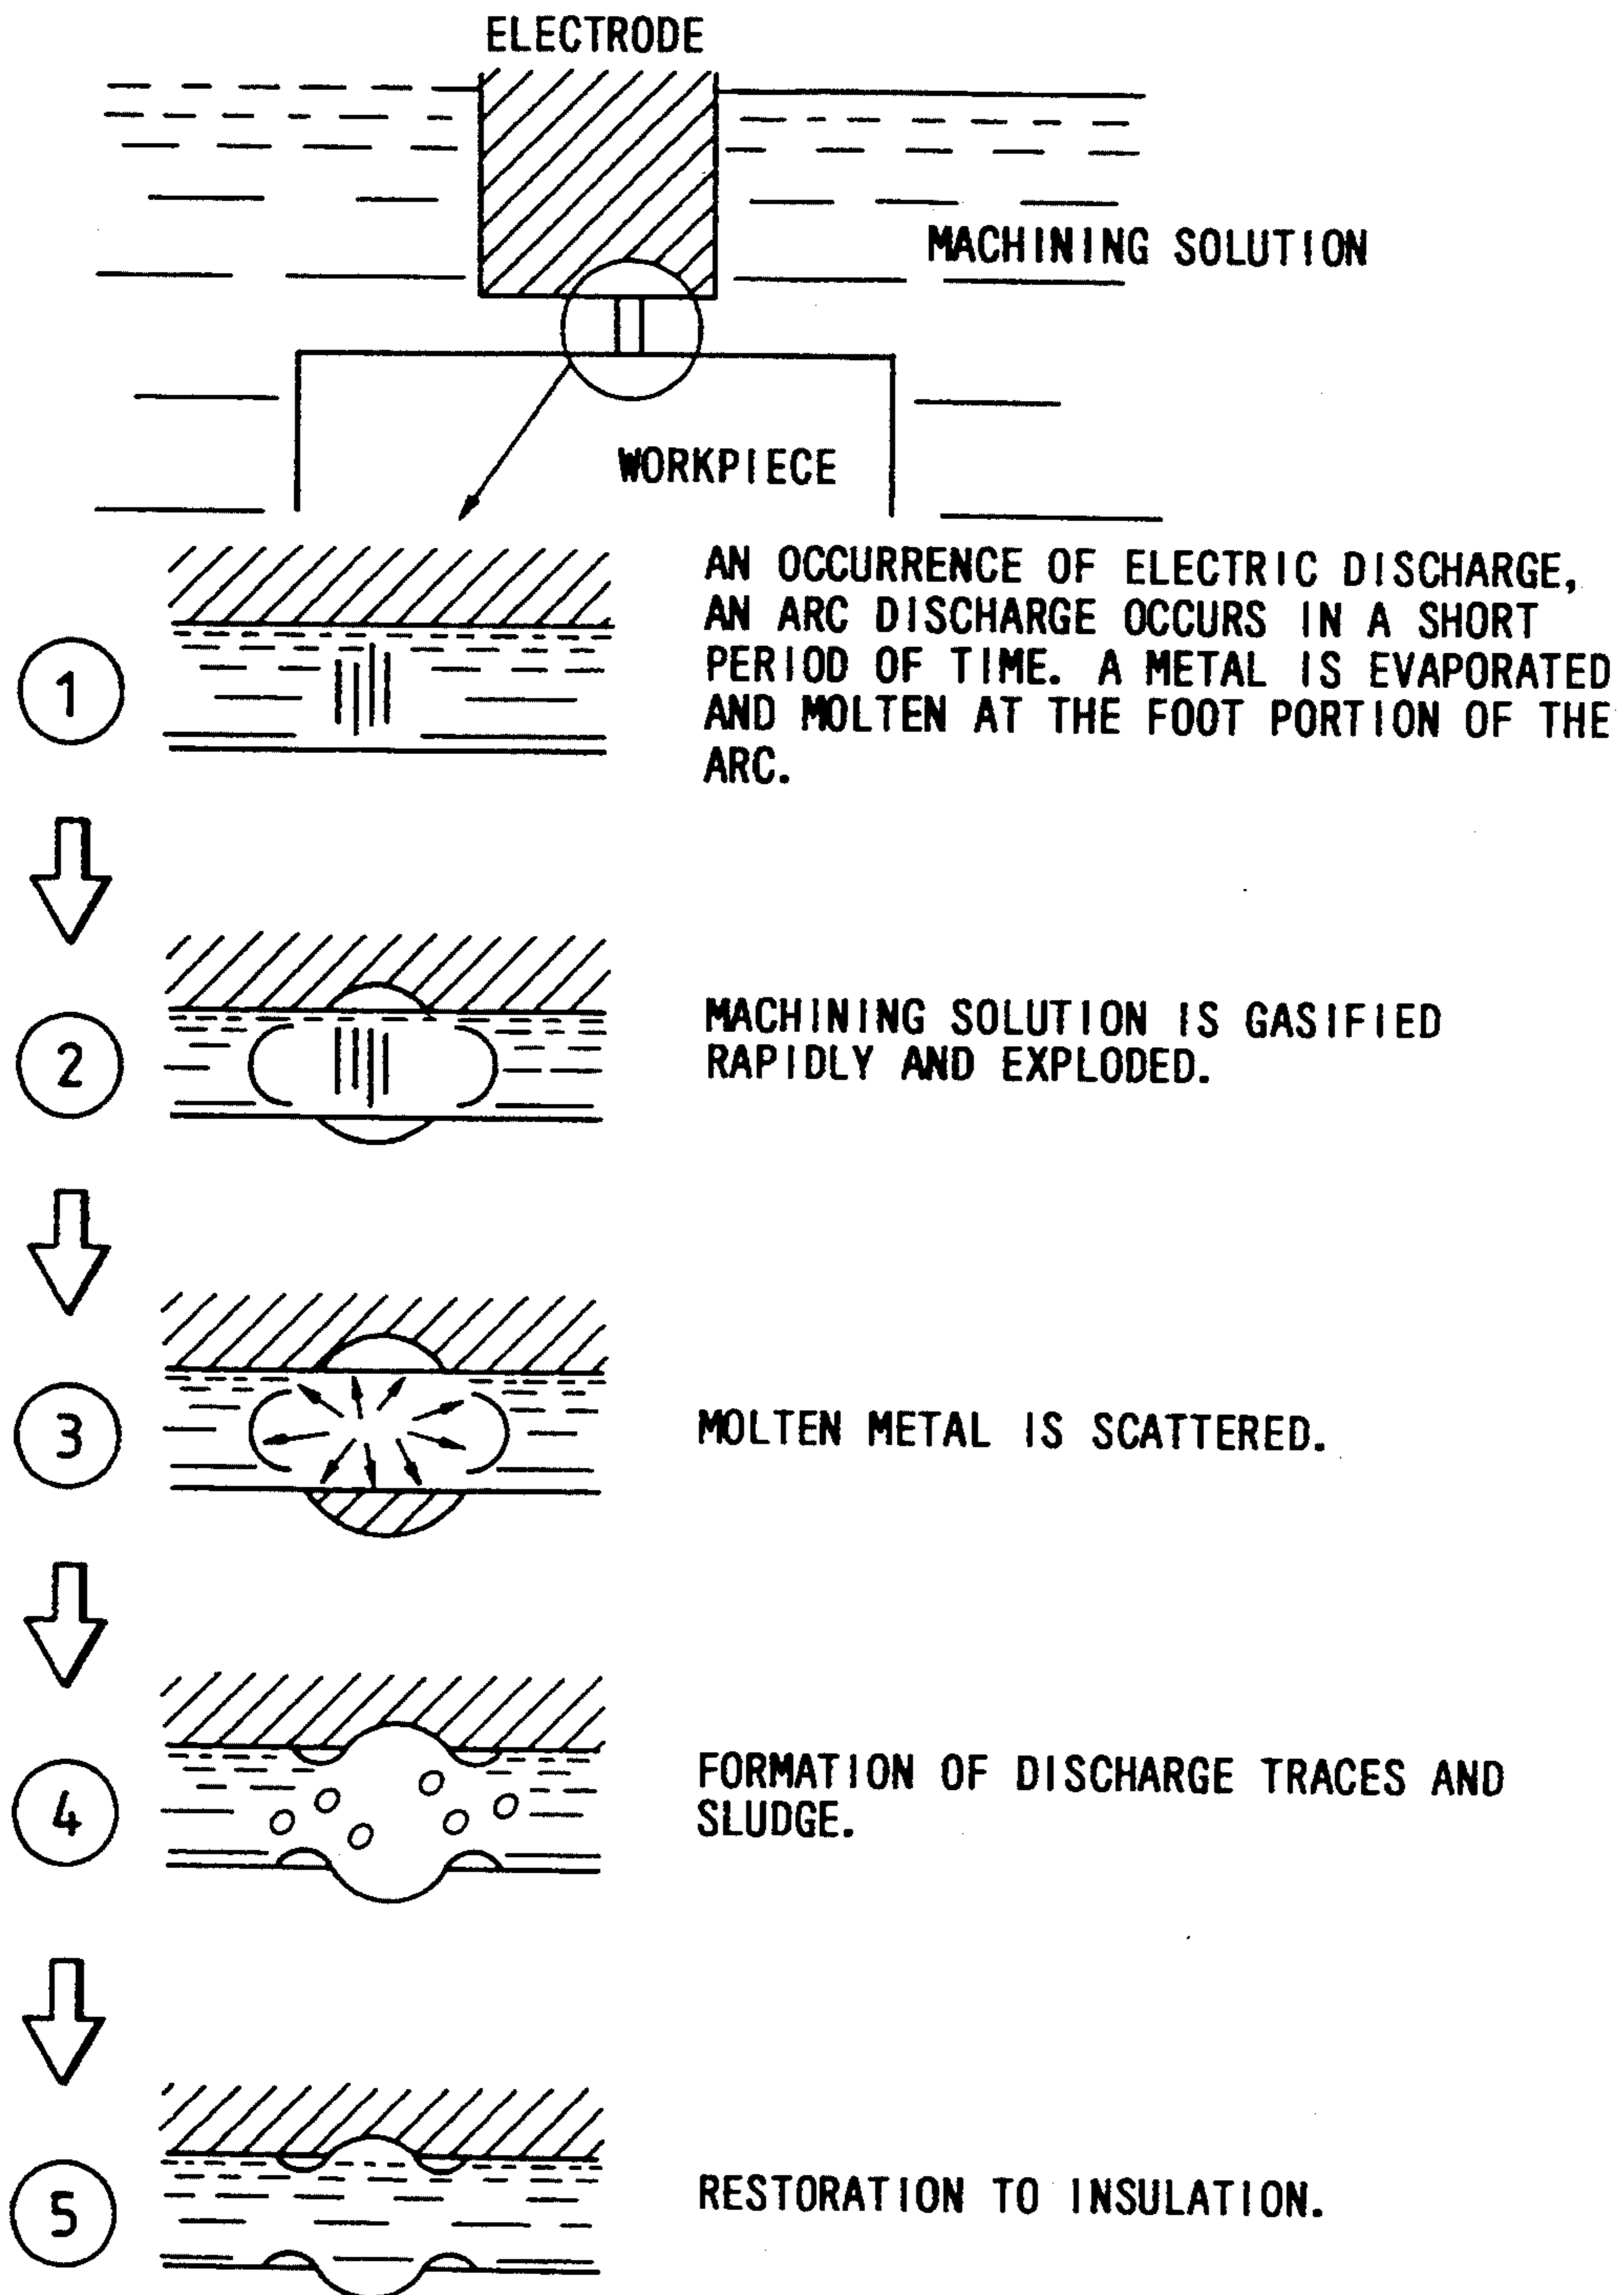 ELECTRODE
MACHINING SOLUTION
WORKPIECE
1
AN OCCURRENCE OF ELECTRIC DISCHARGE,
AN ARC DISCHARGE OCCURS IN A SHORT
PERIOD OF TIME. A METAL IS EVAPORATED
AND MOLTEN AT THE FOOT PORTION OF THE
ARC.
2
MACHINING SOLUTION IS GASIFIED
RAPIDLY AND EXPLODED.
3
MOLTEN METAL IS SCATTERED.
4
FORMATION OF DISCHARGE TRACES AND
SLUDGE.
5
RESTORATION TO INSULATION.